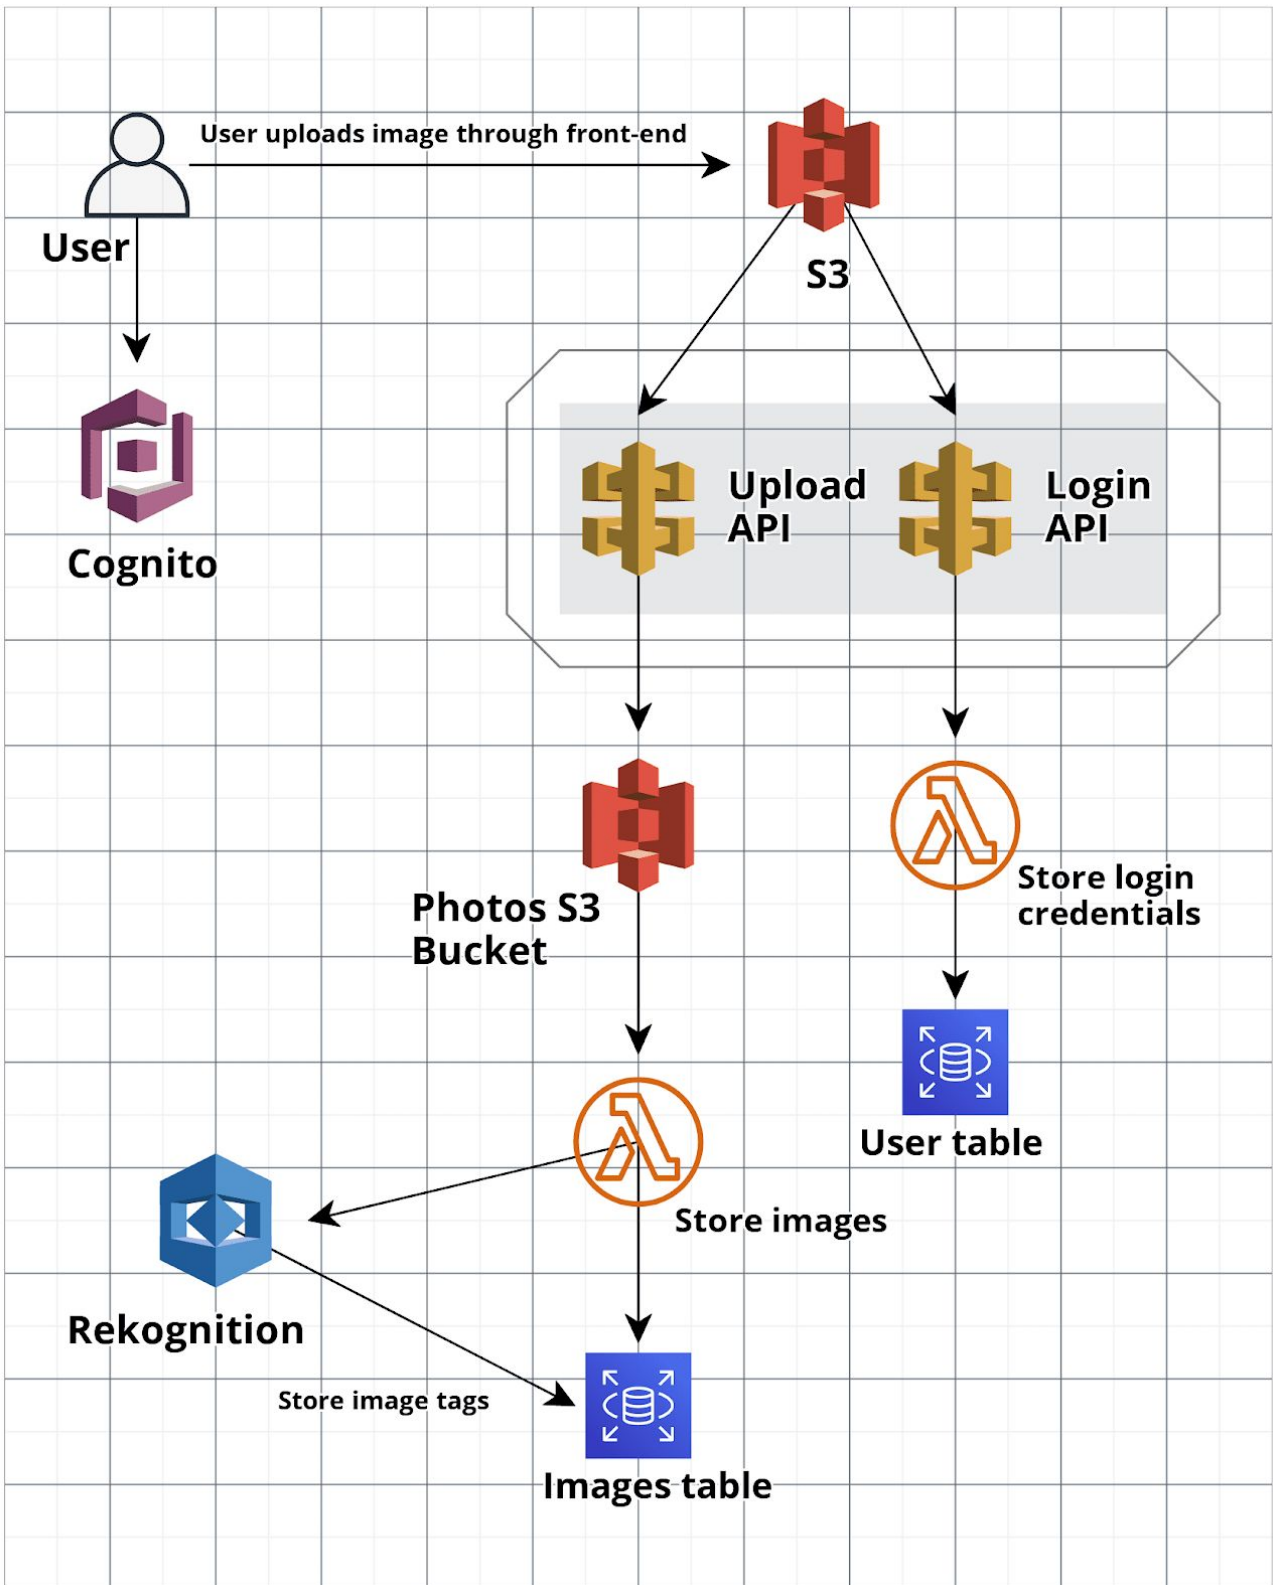 User uploads image through front-end
User
S3
Cognito
Upload
API
Login
API
Photos S3
Bucket
Store login
credentials
User table
Store images
Rekognition
Store image tags
Images table